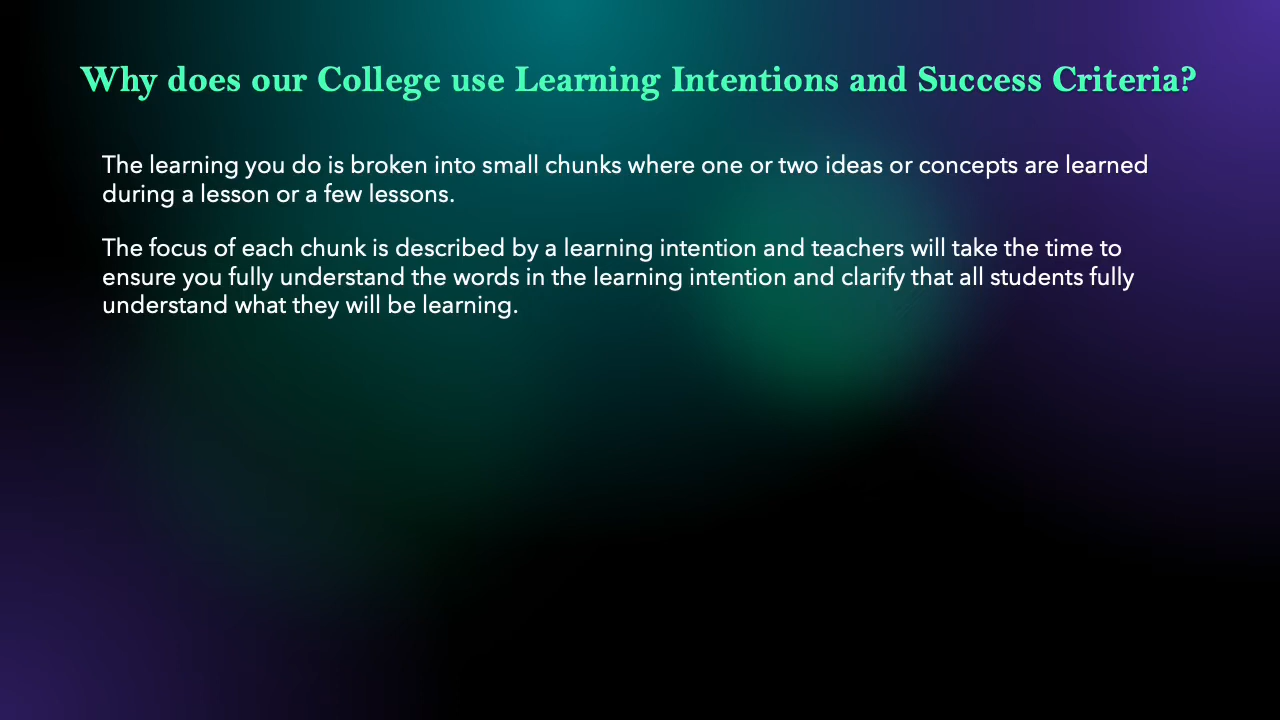 Why does our College use Learning Intentions and Success Criteria?
The learning you do is broken into small chunks where one or two ideas or concepts are learned
during a lesson or a few lessons.
The focus of each chunk is described by a learning intention and teachers will take the time to
ensure you fully understand the words in the learning intention and clarify that all students fully
understand what they will be learning.